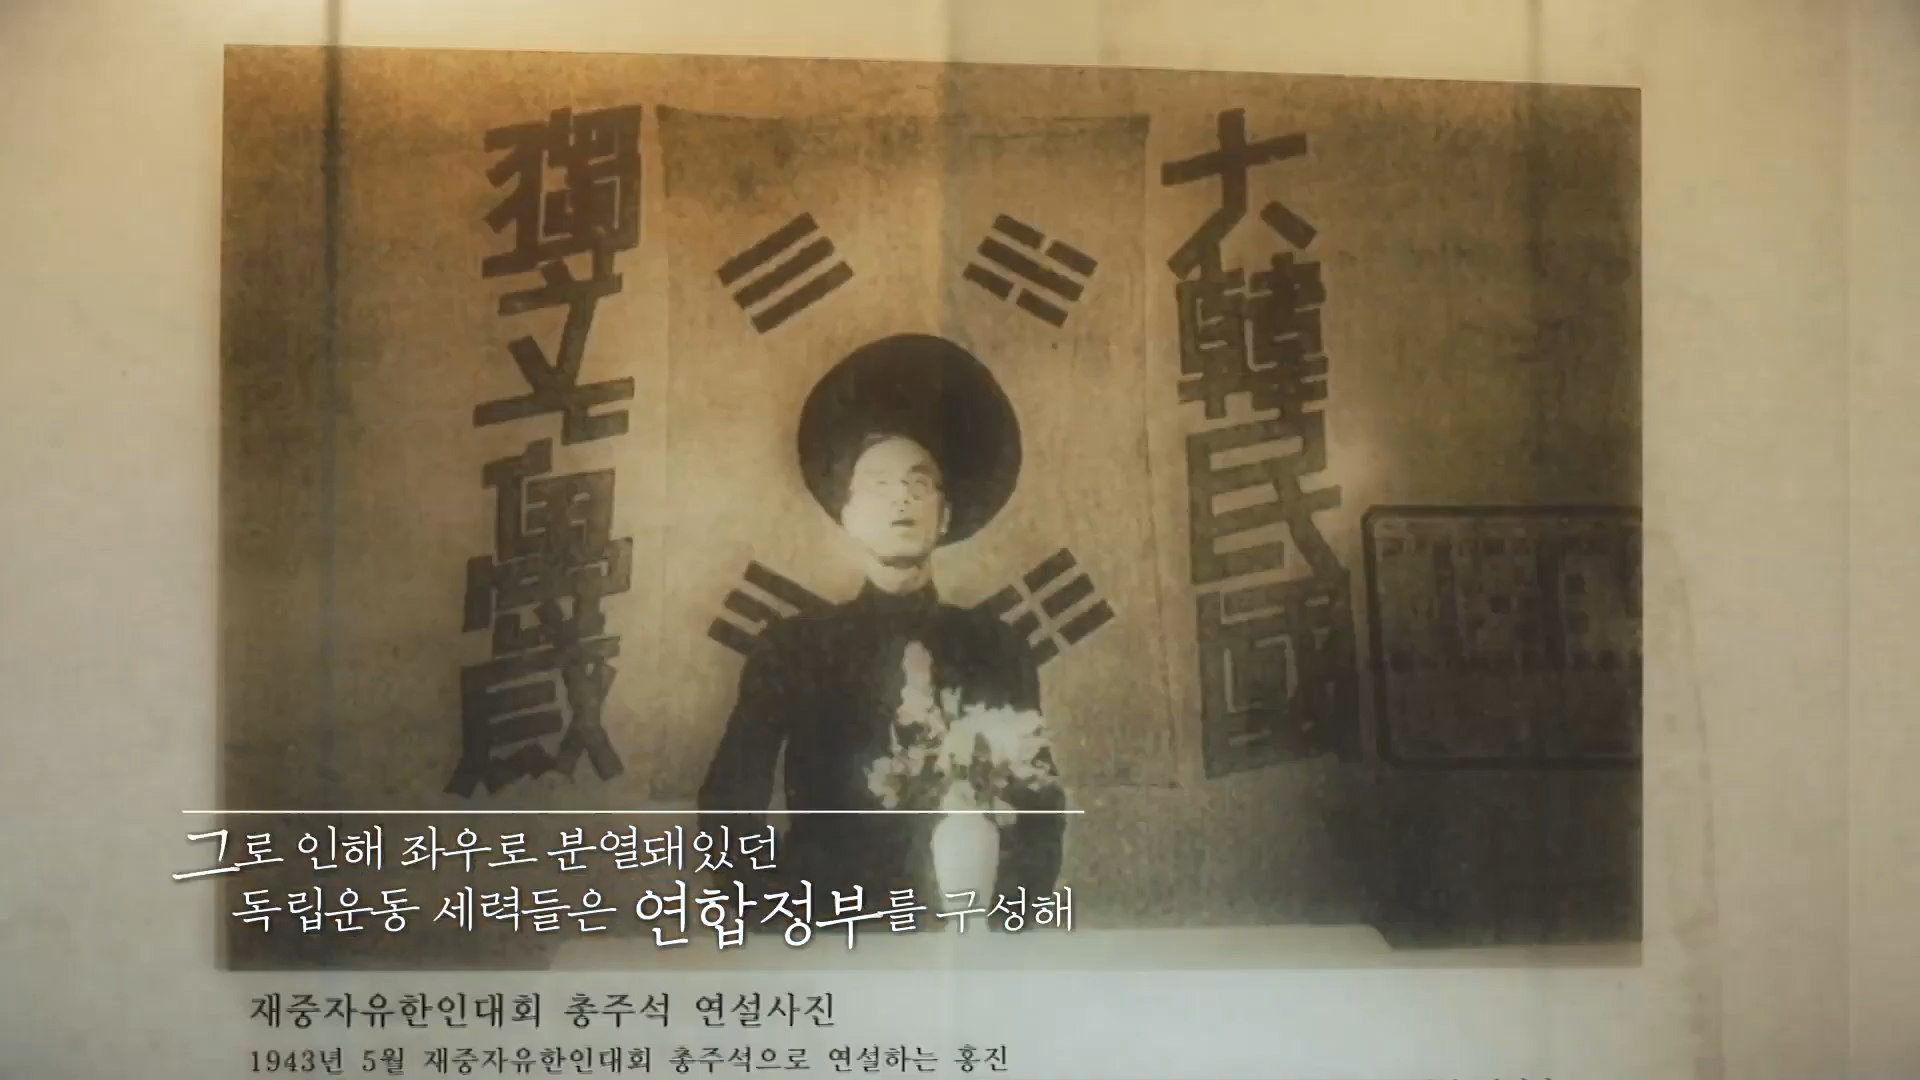 大韓民國
獨立萬歲
그로 인해 좌우로 분열돼있던
독립운동 세력들은 연합정부를 구성해
재중자유한인대회 총주석 연설사진
1943년 5월 재중자유한인대회 총주석으로 연설하는 홍진